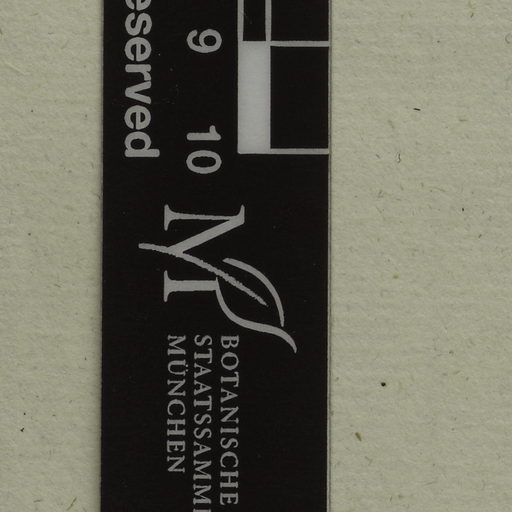 eserved
9 10
BOTANISCHE
STAATSSAMM
MÜNCHEN